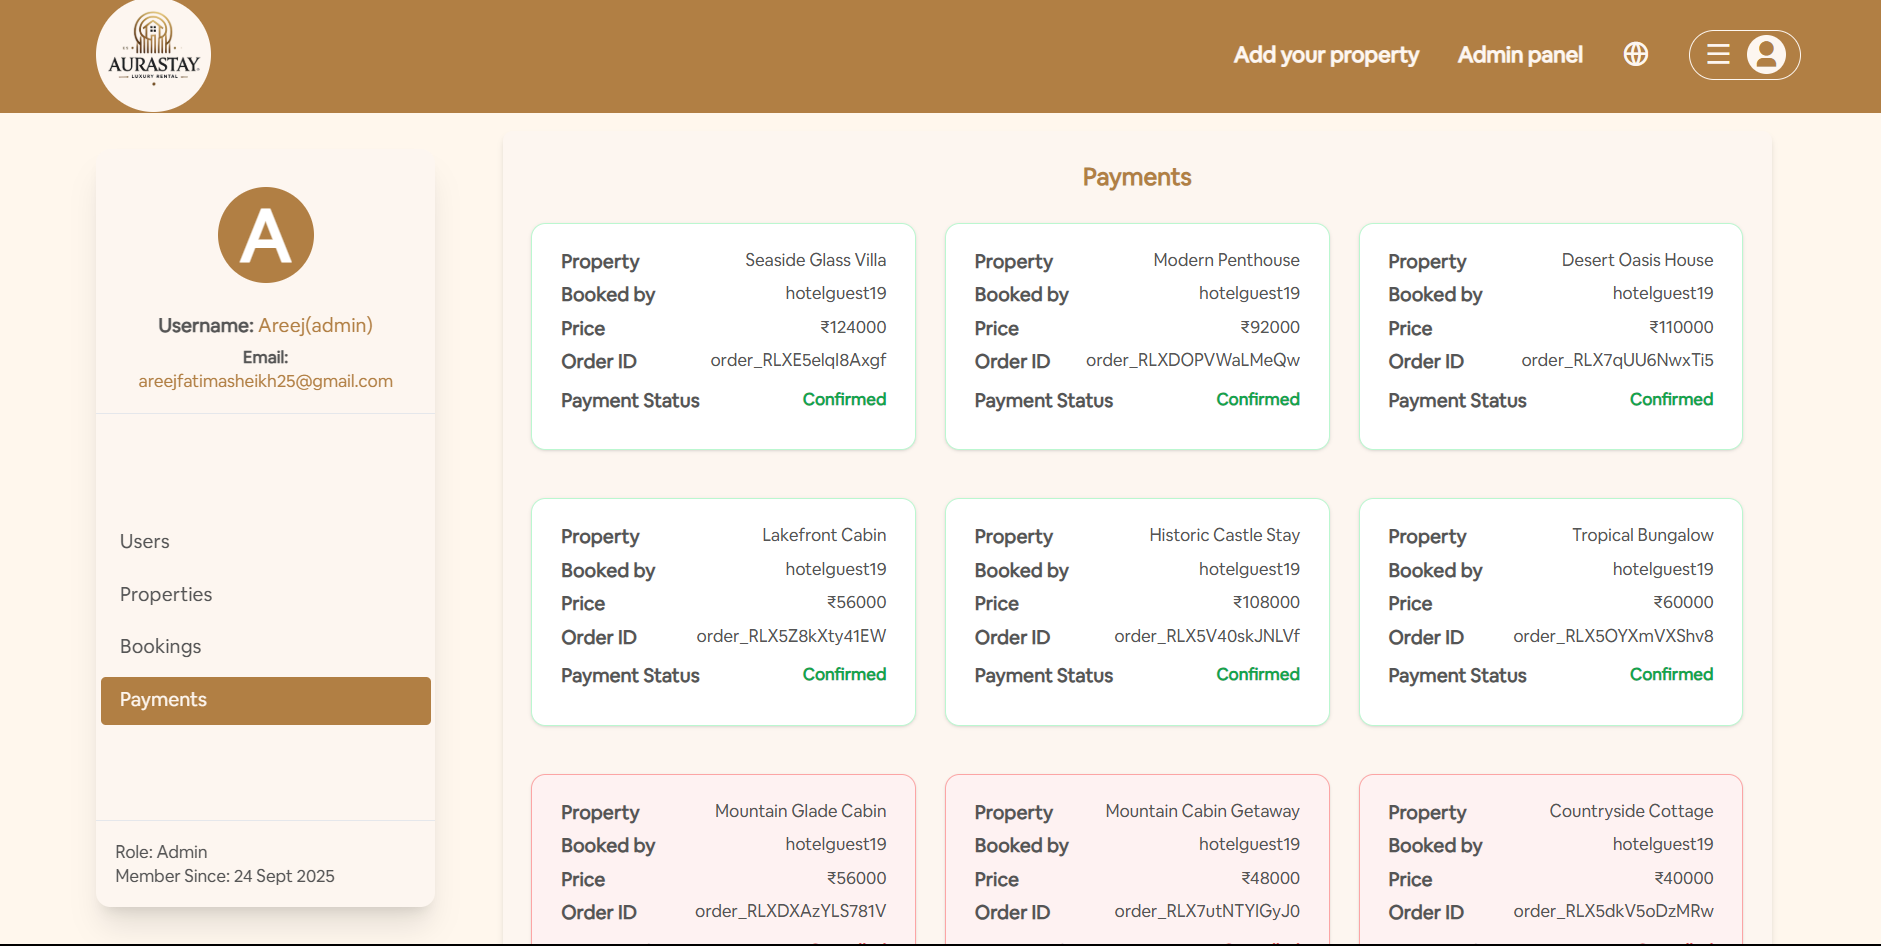 AURASTAY
LUXURY RENTAL
Add your property
Admin panel
A
Username: Areej(admin)
Email:
areejfatimasheikh25@gmail.com
Users
Properties
Bookings
Payments
Role: Admin
Member Since: 24 Sept 2025
Payments
Property Seaside Glass Villa
Booked by hotelguest19
Price ₹124000
Order ID order_RLXE5elql8Axgf
Payment Status Confirmed
Property Modern Penthouse
Booked by hotelguest19
Price ₹92000
Order ID order_RLXDOPVWaLMeQw
Payment Status Confirmed
Property Desert Oasis House
Booked by hotelguest19
Price ₹110000
Order ID order_RLX7qUU6NwxTi5
Payment Status Confirmed
Property Lakefront Cabin
Booked by hotelguest19
Price ₹56000
Order ID order_RLX5Z8kXty41EW
Payment Status Confirmed
Property Historic Castle Stay
Booked by hotelguest19
Price ₹108000
Order ID order_RLX5V40skJNLVf
Payment Status Confirmed
Property Tropical Bungalow
Booked by hotelguest19
Price ₹60000
Order ID order_RLX5OYXmVXShv8
Payment Status Confirmed
Property Mountain Glade Cabin
Booked by hotelguest19
Price ₹56000
Order ID order_RLXDXAzYLS781V
Property Mountain Cabin Getaway
Booked by hotelguest19
Price ₹48000
Order ID order_RLX7utNTYIGyJ0
Property Countryside Cottage
Booked by hotelguest19
Price ₹40000
Order ID order_RLX5dkV5oDzMRw